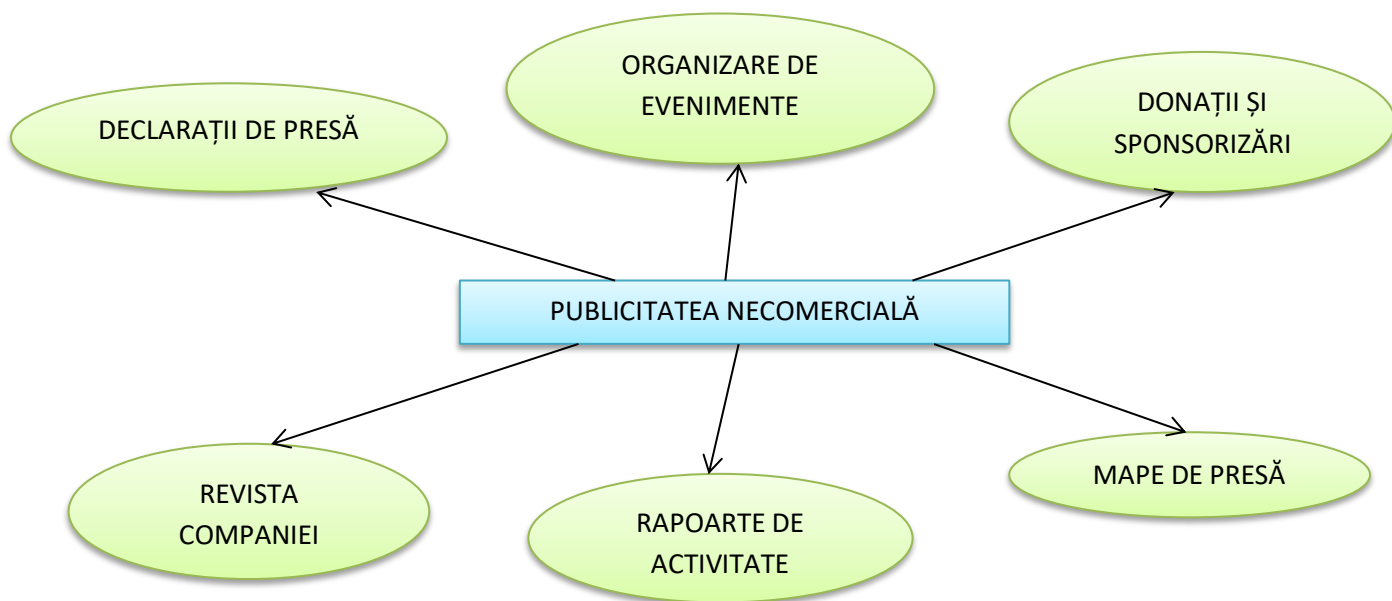 DECLARAȚII DE PRESĂ
ORGANIZARE DE
EVENIMENTE
DONAȚII ȘI
SPONSORIZĂRI
PUBLICITATEA NECOMERCIALĂ
REVISTA
COMPANIEI
RAPOARTE DE
ACTIVITATE
MAPE DE PRESĂ